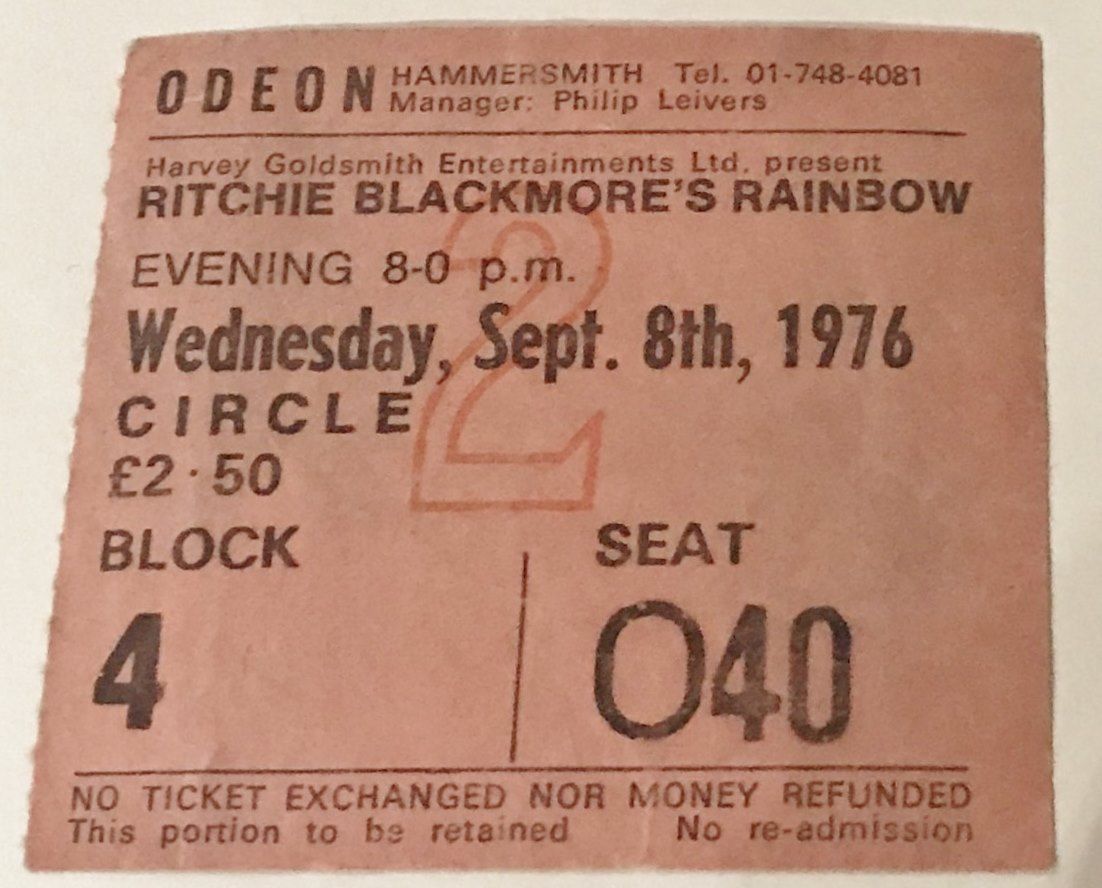 ODEON HAMMERSMITH Tel. 01-748-4081
Manager: Philip Leivers
Harvey Goldsmith Entertainments Ltd. present
RITCHIE BLACKMORE'S RAINBOW
EVENING 8-0 p.m.
Wednesday, Sept. 8th, 1976
CIRCLE
£2·50
2
BLOCK SEAT
4 O40
NO TICKET EXCHANGED NOR MONEY REFUNDED
This portion to be retained No re-admission